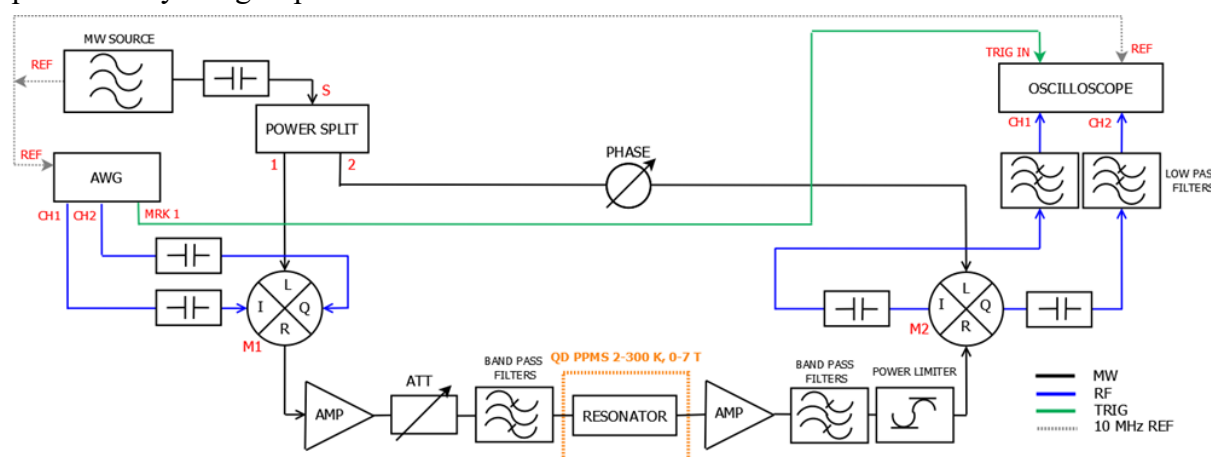 MW SOURCE
REF
S
POWER SPLIT
1
2
PHASE
TRIG IN
REF
OSCILLOSCOPE
CH1
CH2
LOW PASS
FILTERS
REF
AWG
CH1
CH2
MRK 1
L
I
Q
R
M1
L
I
Q
R
M2
AMP
ATT
BAND PASS
FILTERS
QD PPMS 2-300 K, 0-7 T
RESONATOR
AMP
BAND PASS
FILTERS
POWER LIMITER
MW
RF
TRIG
10 MHz REF